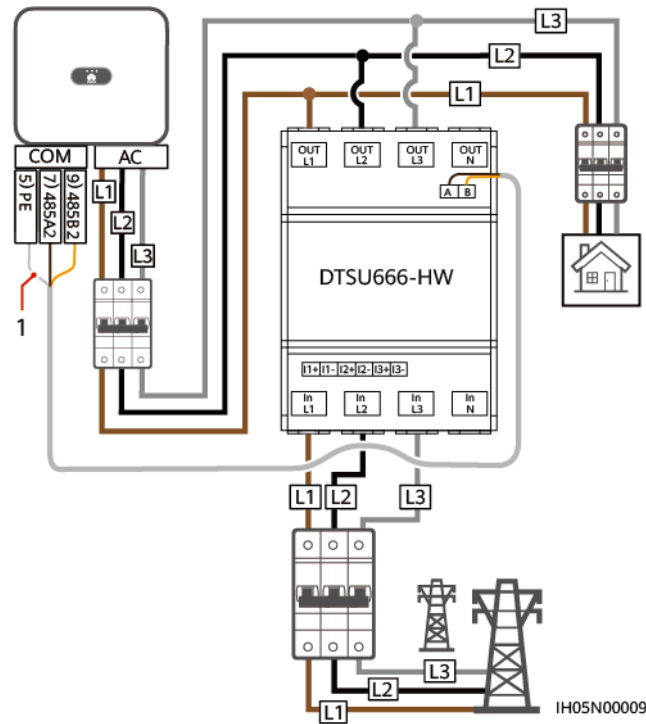 L3
L2
L1
COM
AC
5) PE
7) 485A2
9) 485B2
L1
L2
L3
1
OUT
L1
OUT
L2
OUT
L3
OUT
N
A
B
DTSU666-HW
I1+
I1-
I2+
I2-
I3+
I3-
In
L1
In
L2
In
L3
In
N
L1
L2
L3
L3
L2
L1
IH05N00009